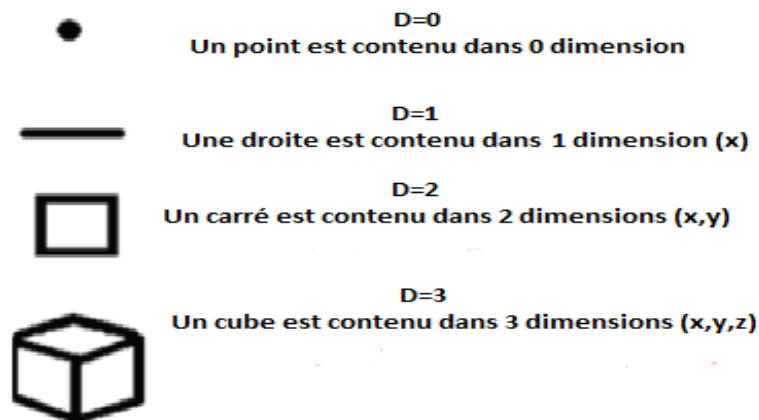 D=0
Un point est contenu dans 0 dimension
D=1
Une droite est contenu dans 1 dimension (x)
D=2
Un carré est contenu dans 2 dimensions (x,y)
D=3
Un cube est contenu dans 3 dimensions (x,y,z)